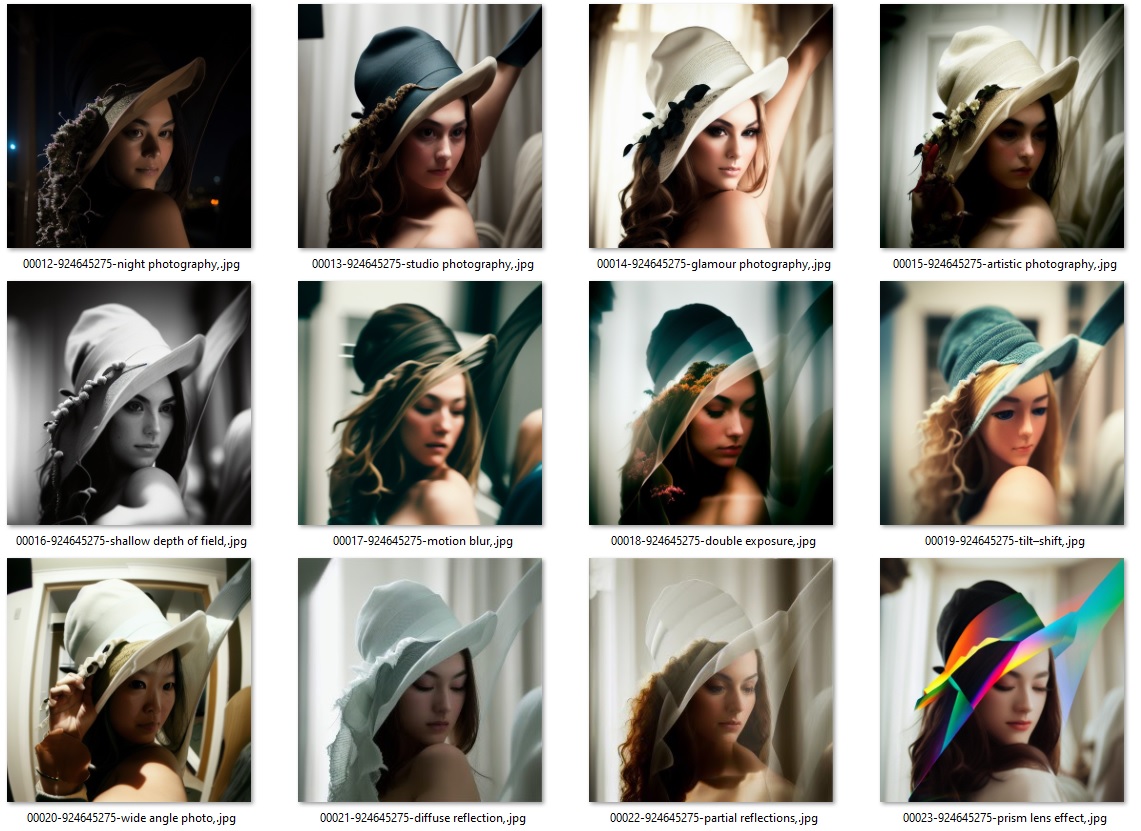 00012-924645275-night photography,.jpg
00013-924645275-studio photography,.jpg
00014-924645275-glamour photography,.jpg
00015-924645275-artistic photography,.jpg
00016-924645275-shallow depth of field,.jpg
00017-924645275-motion blur,.jpg
00018-924645275-double exposure,.jpg
00019-924645275-tilt–shift,.jpg
00020-924645275-wide angle photo,.jpg
00021-924645275-diffuse reflection,.jpg
00022-924645275-partial reflections,.jpg
00023-924645275-prism lens effect,.jpg